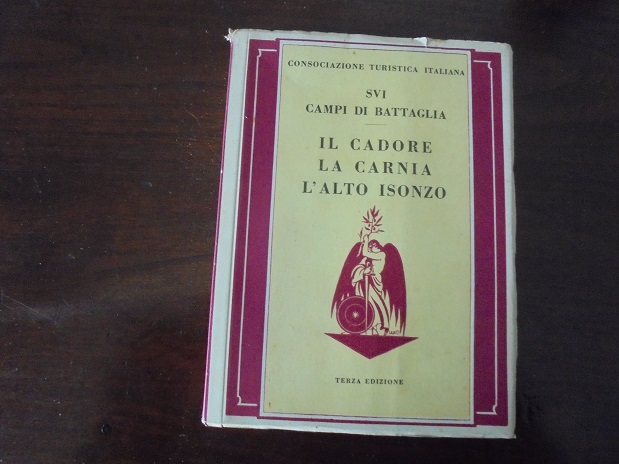 CONSOCIAZIONE TURISTICA ITALIANA
SVI
CAMPI DI BATTAGLIA
IL CADORE
LA CARNIA
L'ALTO ISONZO
TERZA EDIZIONE